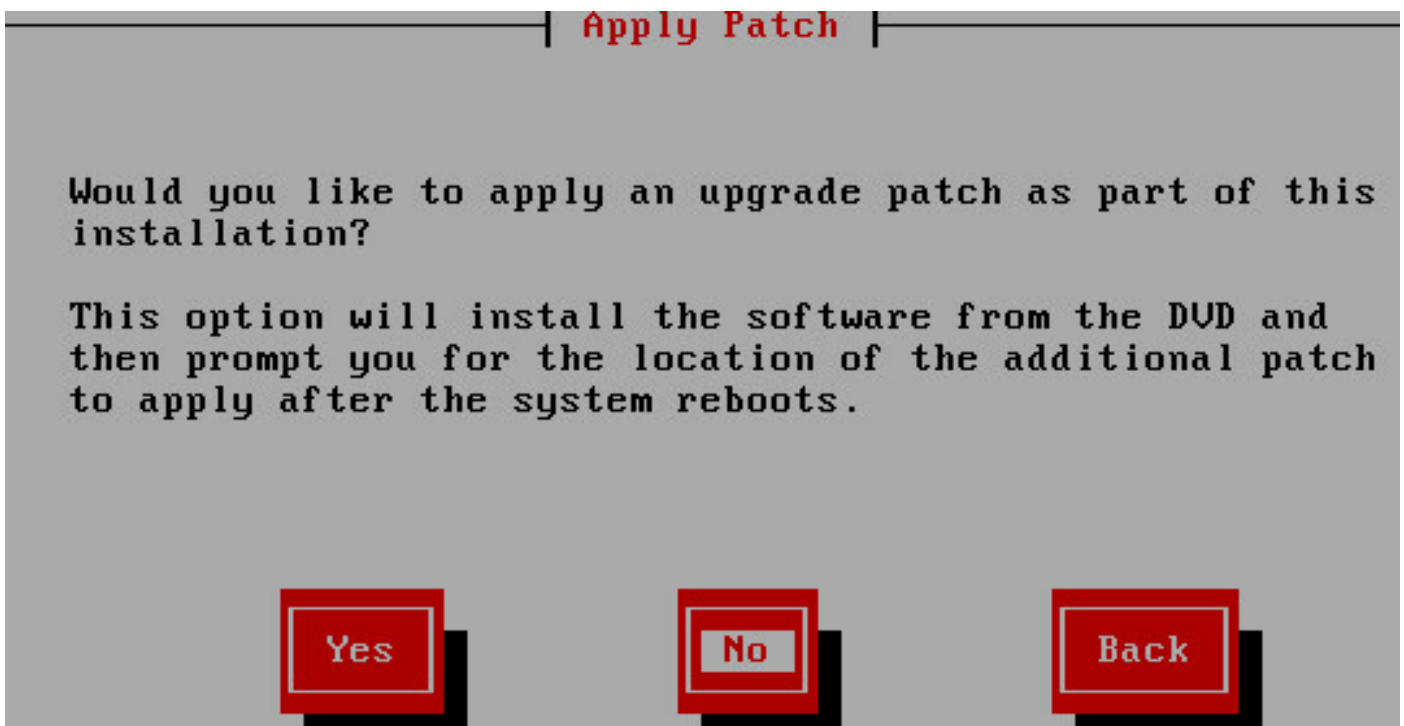 Apply Patch
Would you like to apply an upgrade patch as part of this
installation?
This option will install the software from the DVD and
then prompt you for the location of the additional patch
to apply after the system reboots.
Yes No Back